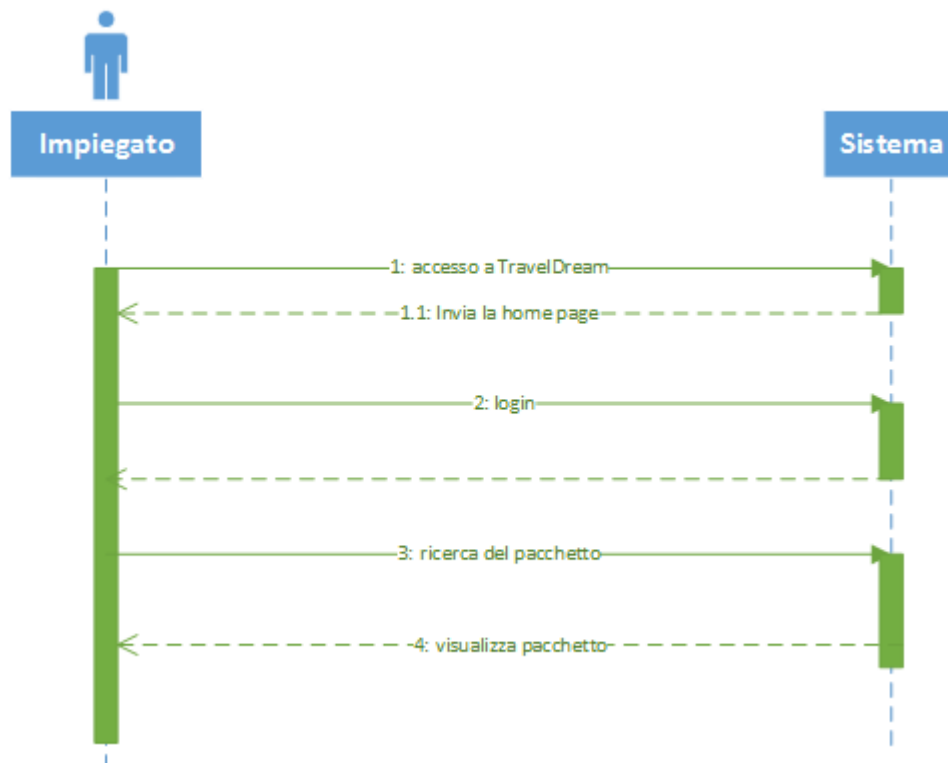 Impiegato
Sistema
1: accesso a TravelDream
1.1: Invia la home page
2: login
3: ricerca del pacchetto
4: visualizza pacchetto